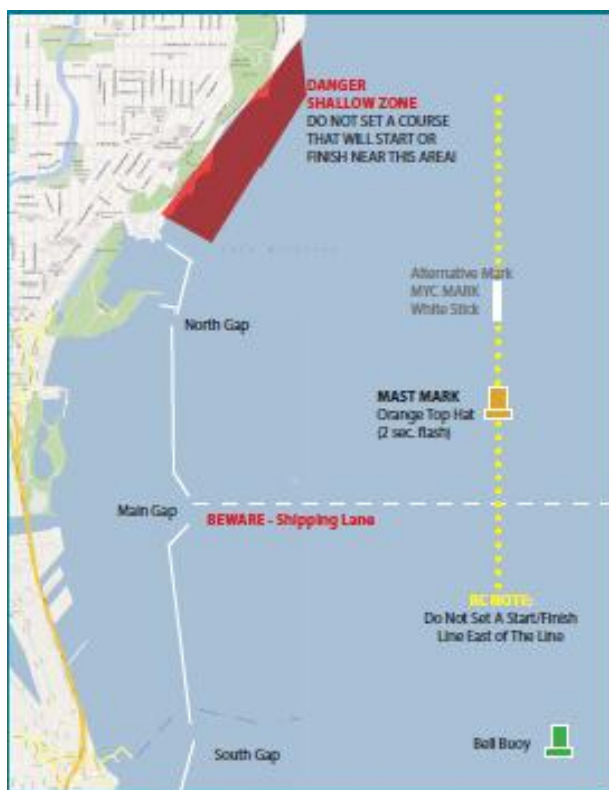 DANGER
SHALLOW ZONE
DO NOT SET A COURSE
THAT WILL START OR
FINISH NEAR THIS AREA!
Alternative Mark
MYC MARK
White Stick
North Gap
MAST MARK
Orange Top Hat
(2 sec. flash)
Main Gap
BEWARE - Shipping Lane
RC NOTE:
Do Not Set A Start/Finish
Line East of The Line
Bell Buoy
South Gap